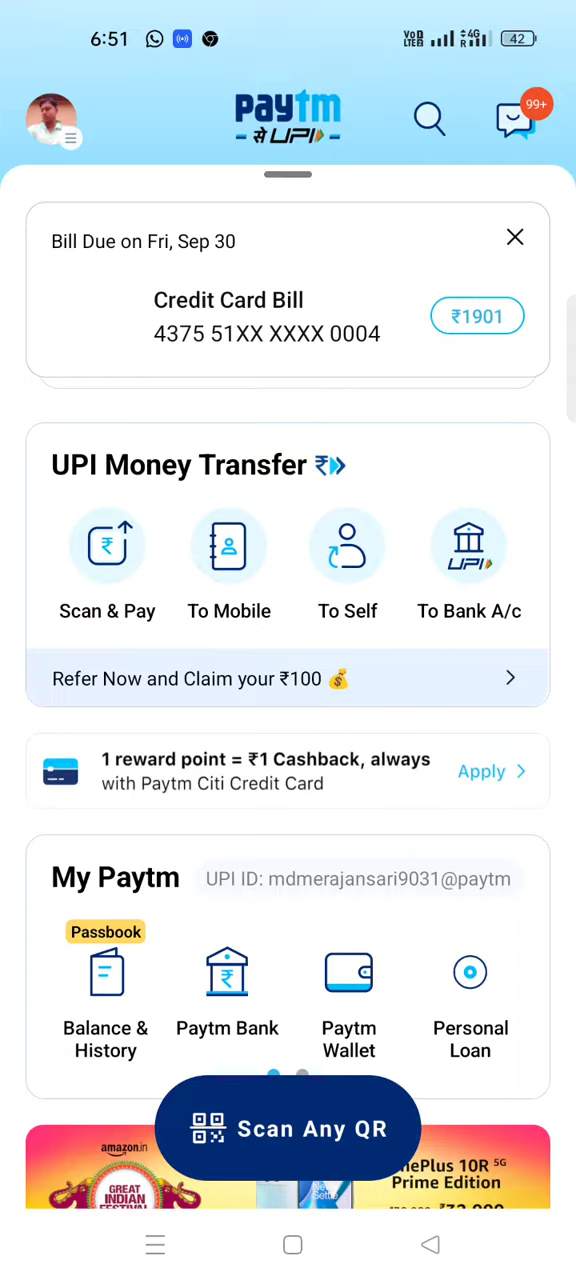 6:51
VoD LTE2 4G R 42
paytm
से UPI
99+
Bill Due on Fri, Sep 30
Credit Card Bill
4375 51XX XXXX 0004
₹1901
UPI Money Transfer ₹
Scan & Pay
To Mobile
To Self
UPI
To Bank A/c
Refer Now and Claim your ₹100
1 reward point = ₹1 Cashback, always
with Paytm Citi Credit Card
Apply
My Paytm
UPI ID: mdmerajansari9031@paytm
Passbook
Balance &
History
Paytm Bank
Paytm
Wallet
Personal
Loan
Scan Any QR
amazon.in
GREAT
INDIAN
nePlus 10R 5G
Prime Edition